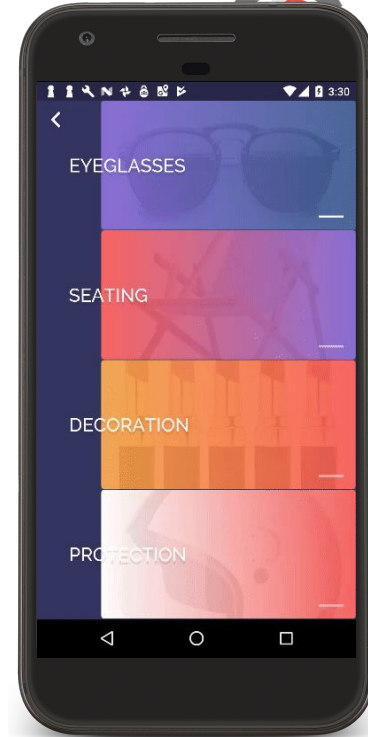 3:30
EYEGLASSES
SEATING
DECORATION
PROTECTION